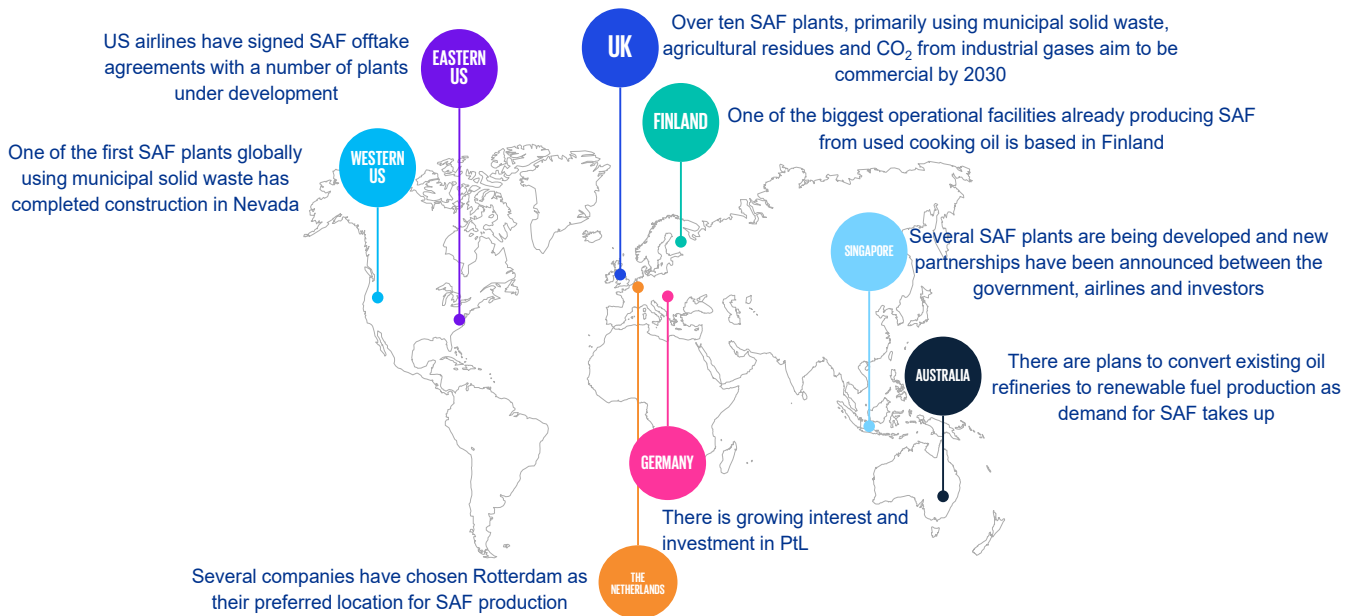 US airlines have signed SAF offtake
agreements with a number of plants
under development
EASTERN
US
UK
Over ten SAF plants, primarily using municipal solid waste,
agricultural residues and CO₂ from industrial gases aim to be
commercial by 2030
FINLAND
One of the biggest operational facilities already producing SAF
from used cooking oil is based in Finland
One of the first SAF plants globally
using municipal solid waste has
completed construction in Nevada
WESTERN
US
SINGAPORE
Several SAF plants are being developed and new
partnerships have been announced between the
government, airlines and investors
AUSTRALIA
There are plans to convert existing oil
refineries to renewable fuel production as
demand for SAF takes up
GERMANY
There is growing interest and
investment in PtL
Several companies have chosen Rotterdam as
their preferred location for SAF production
THE
NETHERLANDS